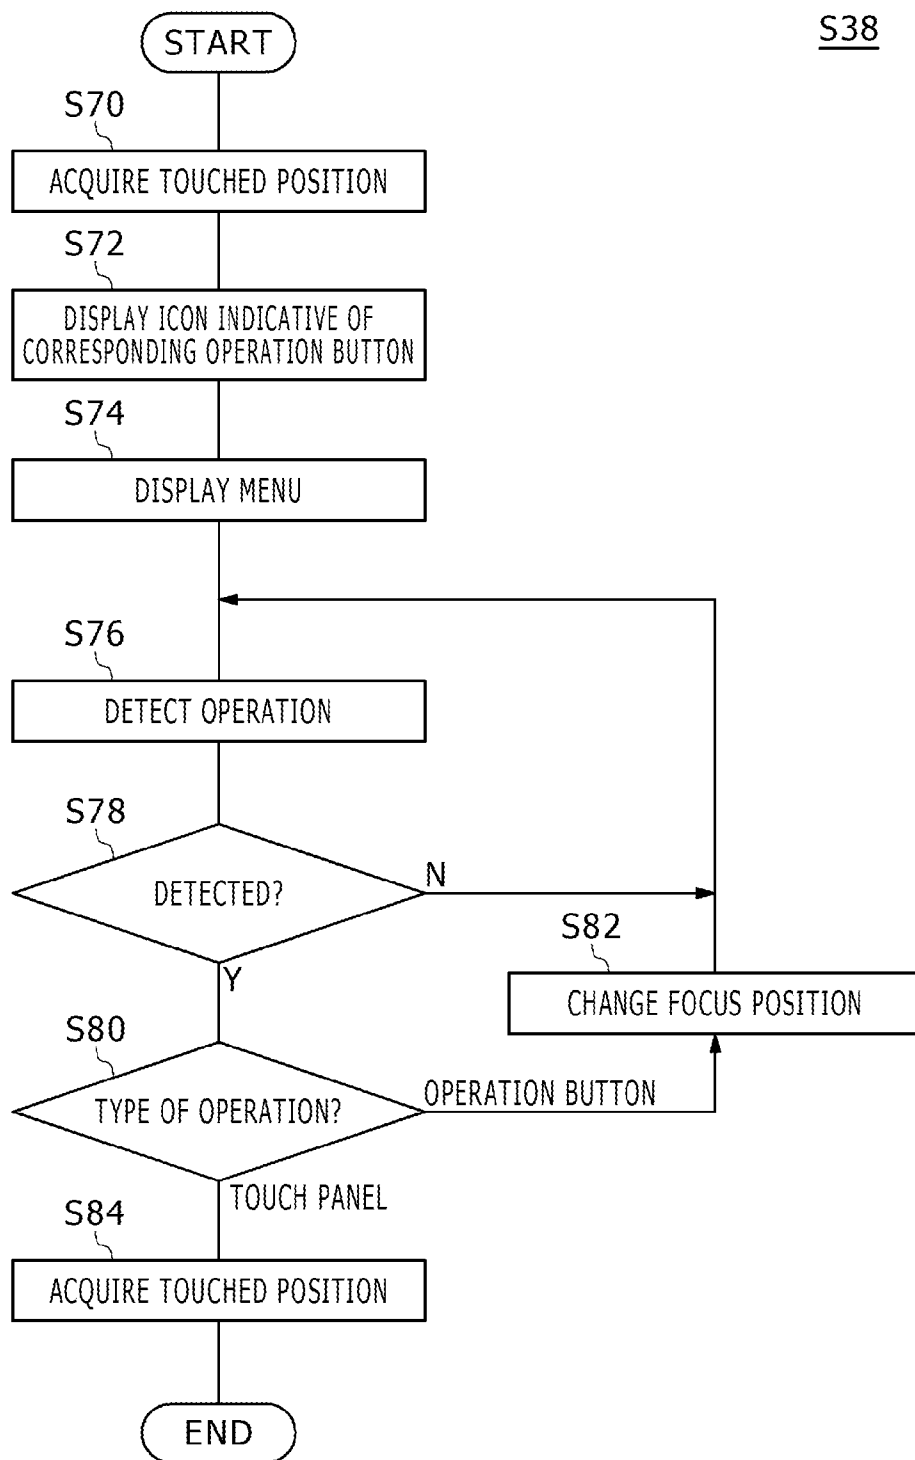 S38
START
S70
ACQUIRE TOUCHED POSITION
S72
DISPLAY ICON INDICATIVE OF
CORRESPONDING OPERATION BUTTON
S74
DISPLAY MENU
S76
DETECT OPERATION
S78
DETECTED?
N
Y
S82
CHANGE FOCUS POSITION
S80
TYPE OF OPERATION?
OPERATION BUTTON
TOUCH PANEL
S84
ACQUIRE TOUCHED POSITION
END